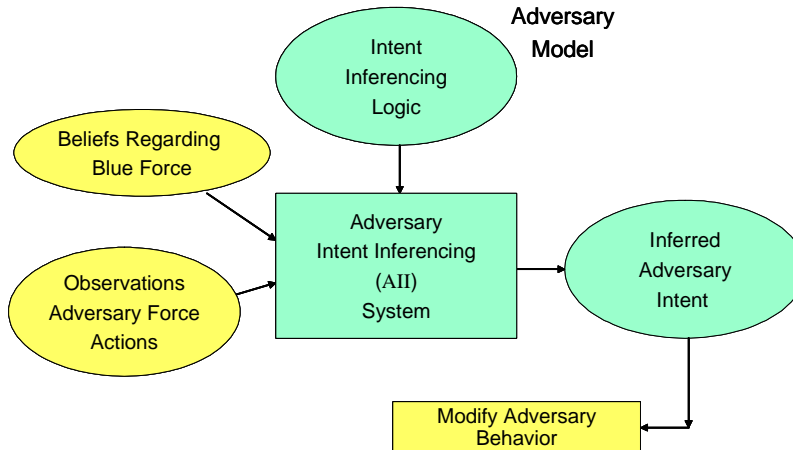 Adversary
Model
Intent
Inferencing
Logic
Beliefs Regarding
Blue Force
Adversary
Intent Inferencing
(AII)
System
Observations
Adversary Force
Actions
Inferred
Adversary
Intent
Modify Adversary
Behavior